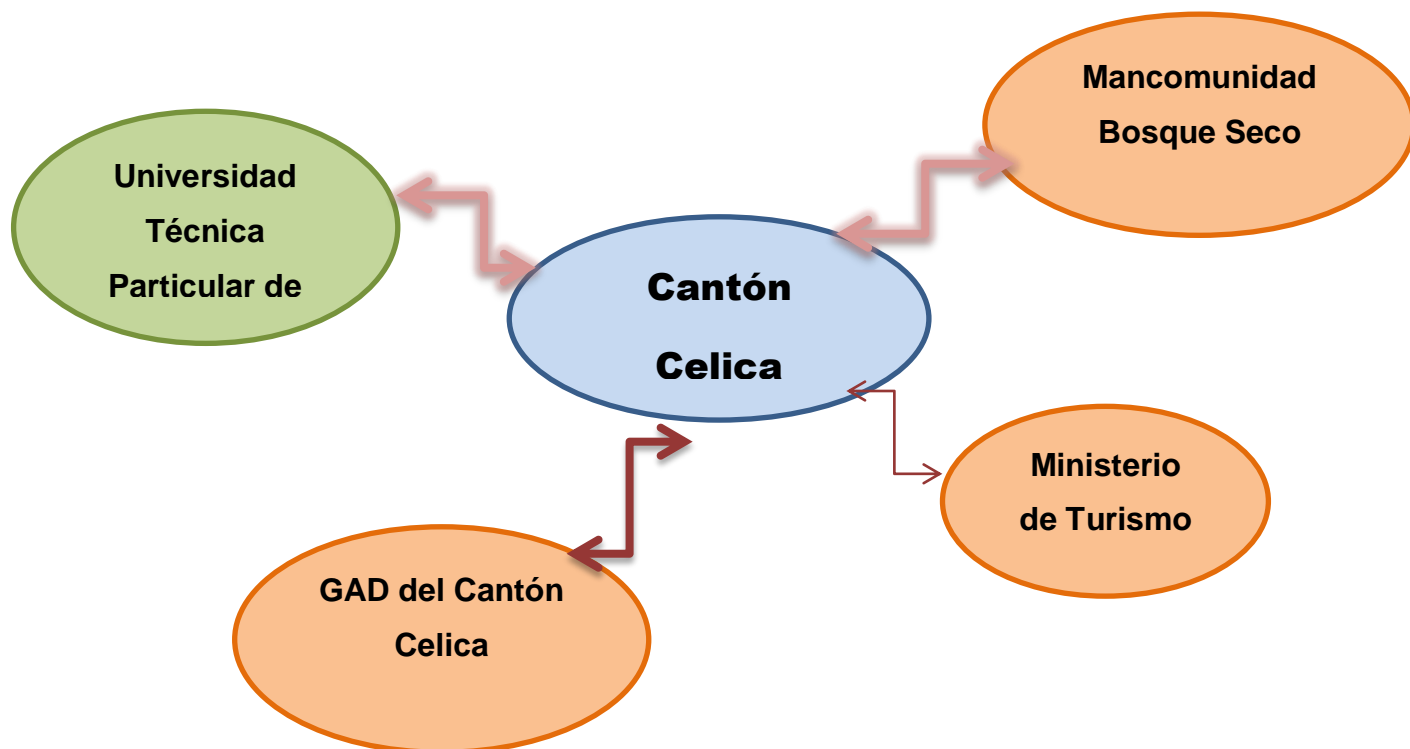 Mancomunidad
Bosque Seco
Universidad
Técnica
Particular de
Cantón
Celica
Ministerio
de Turismo
GAD del Cantón
Celica